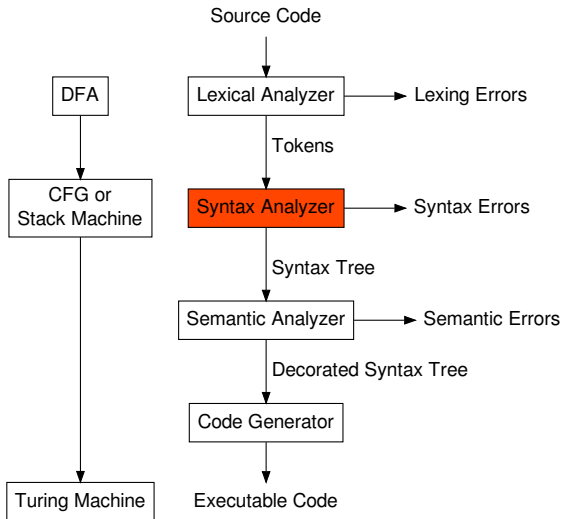 Source Code
DFA
Lexical Analyzer
Lexing Errors
Tokens
CFG or
Stack Machine
Syntax Analyzer
Syntax Errors
Syntax Tree
Semantic Analyzer
Semantic Errors
Decorated Syntax Tree
Code Generator
Turing Machine
Executable Code